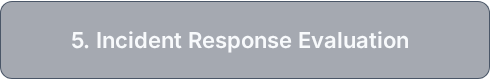 5. Incident Response Evaluation